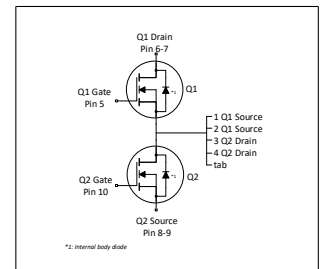 Q1 Drain
Pin 6-7
*1
Q1
Q1 Gate
Pin 5
1 Q1 Source
2 Q1 Source
3 Q2 Drain
4 Q2 Drain
tab
*1
Q2
Q2 Gate
Pin 10
Q2 Source
Pin 8-9
*1: Internal body diode